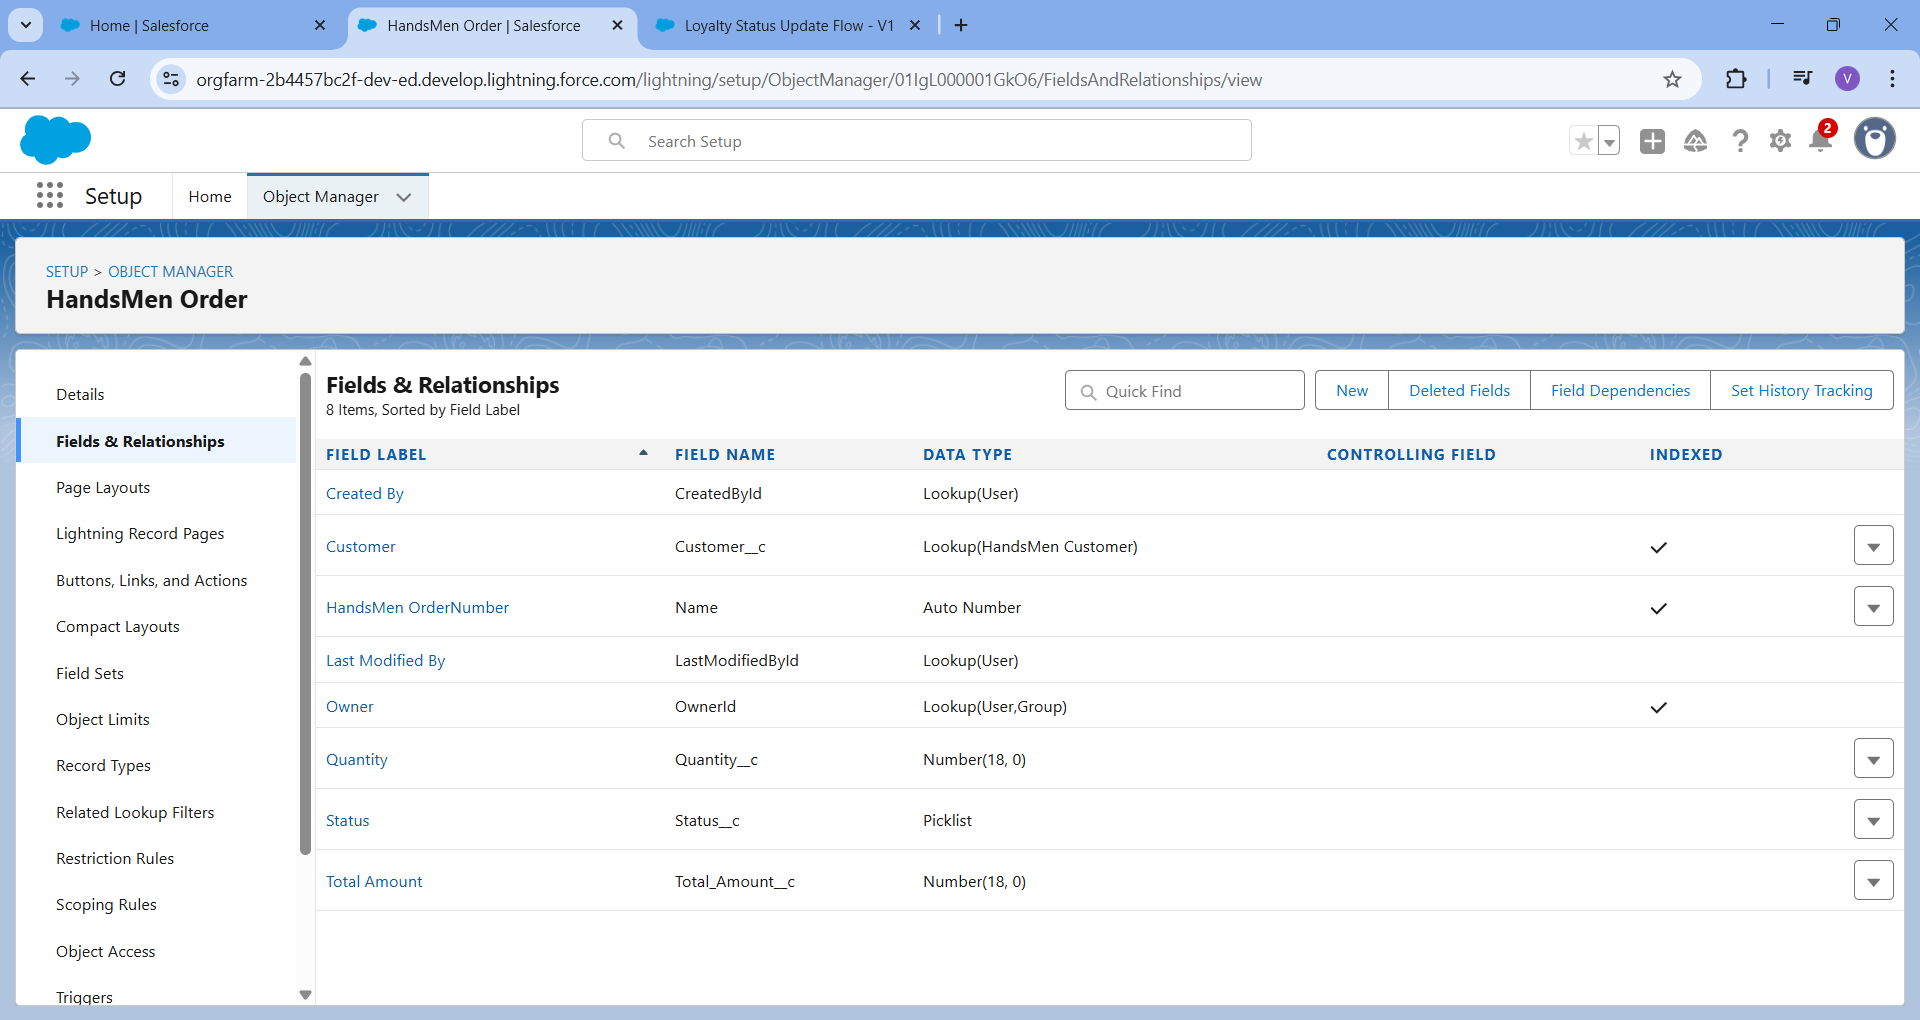 Home | Salesforce
HandsMen Order | Salesforce
Loyalty Status Update Flow - V1
orgfarm-2b4457bc2f-dev-ed.develop.lightning.force.com/lightning/setup/ObjectManager/01IgL000001GkO6/FieldsAndRelationships/view
V
Search Setup
2
Setup
Home
Object Manager
SETUP > OBJECT MANAGER
HandsMen Order
Details
Fields & Relationships
Page Layouts
Lightning Record Pages
Buttons, Links, and Actions
Compact Layouts
Field Sets
Object Limits
Record Types
Related Lookup Filters
Restriction Rules
Scoping Rules
Object Access
Triggers
Fields & Relationships
8 Items, Sorted by Field Label
Quick Find
New
Deleted Fields
Field Dependencies
Set History Tracking
FIELD LABEL FIELD NAME DATA TYPE CONTROLLING FIELD INDEXED
Created By CreatedById Lookup(User)
Customer Customer__c Lookup(HandsMen Customer)
HandsMen OrderNumber Name Auto Number
Last Modified By LastModifiedById Lookup(User)
Owner OwnerId Lookup(User,Group)
Quantity Quantity__c Number(18, 0)
Status Status__c Picklist
Total Amount Total_Amount__c Number(18, 0)